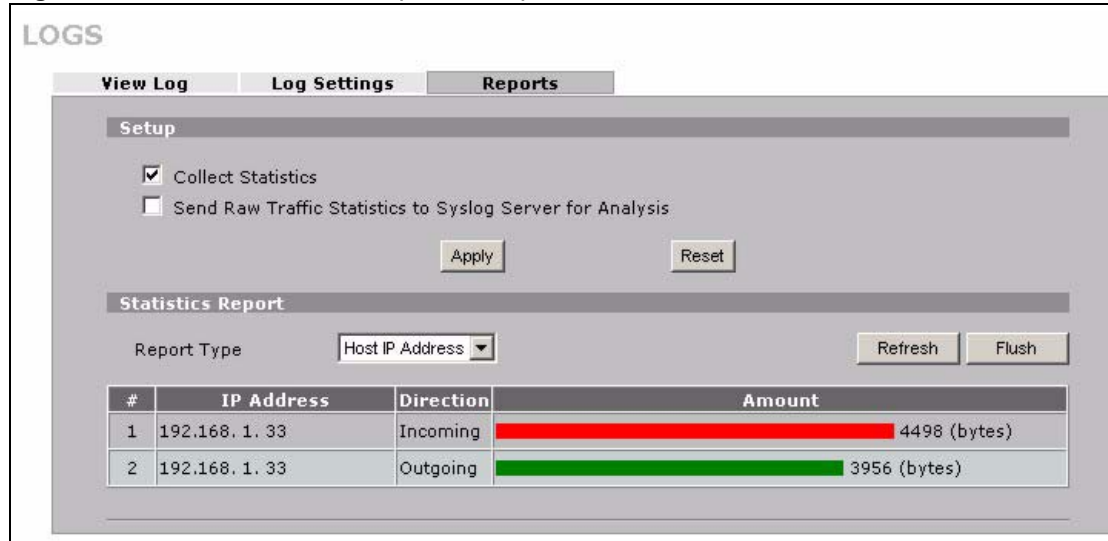 LOGS
View Log Log Settings Reports
Setup
Collect Statistics
Send Raw Traffic Statistics to Syslog Server for Analysis
Apply Reset
Statistics Report
Report Type Host IP Address Refresh Flush
# IP Address Direction Amount
1 192.168. 1. 33 Incoming 4498 (bytes)
2 192.168. 1. 33 Outgoing 3956 (bytes)